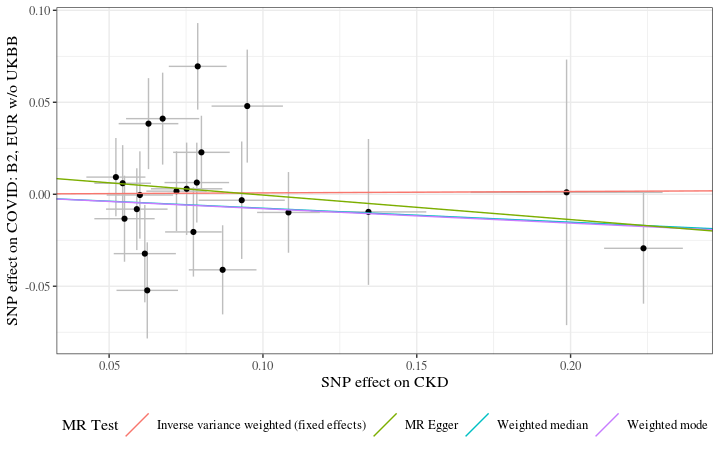 SNP effect on COVID: B2, EUR w/o UKBB
0.10
0.05
0.00
-0.05
0.05 0.10 0.15 0.20
SNP effect on CKD
MR Test Inverse variance weighted (fixed effects) MR Egger Weighted median Weighted mode